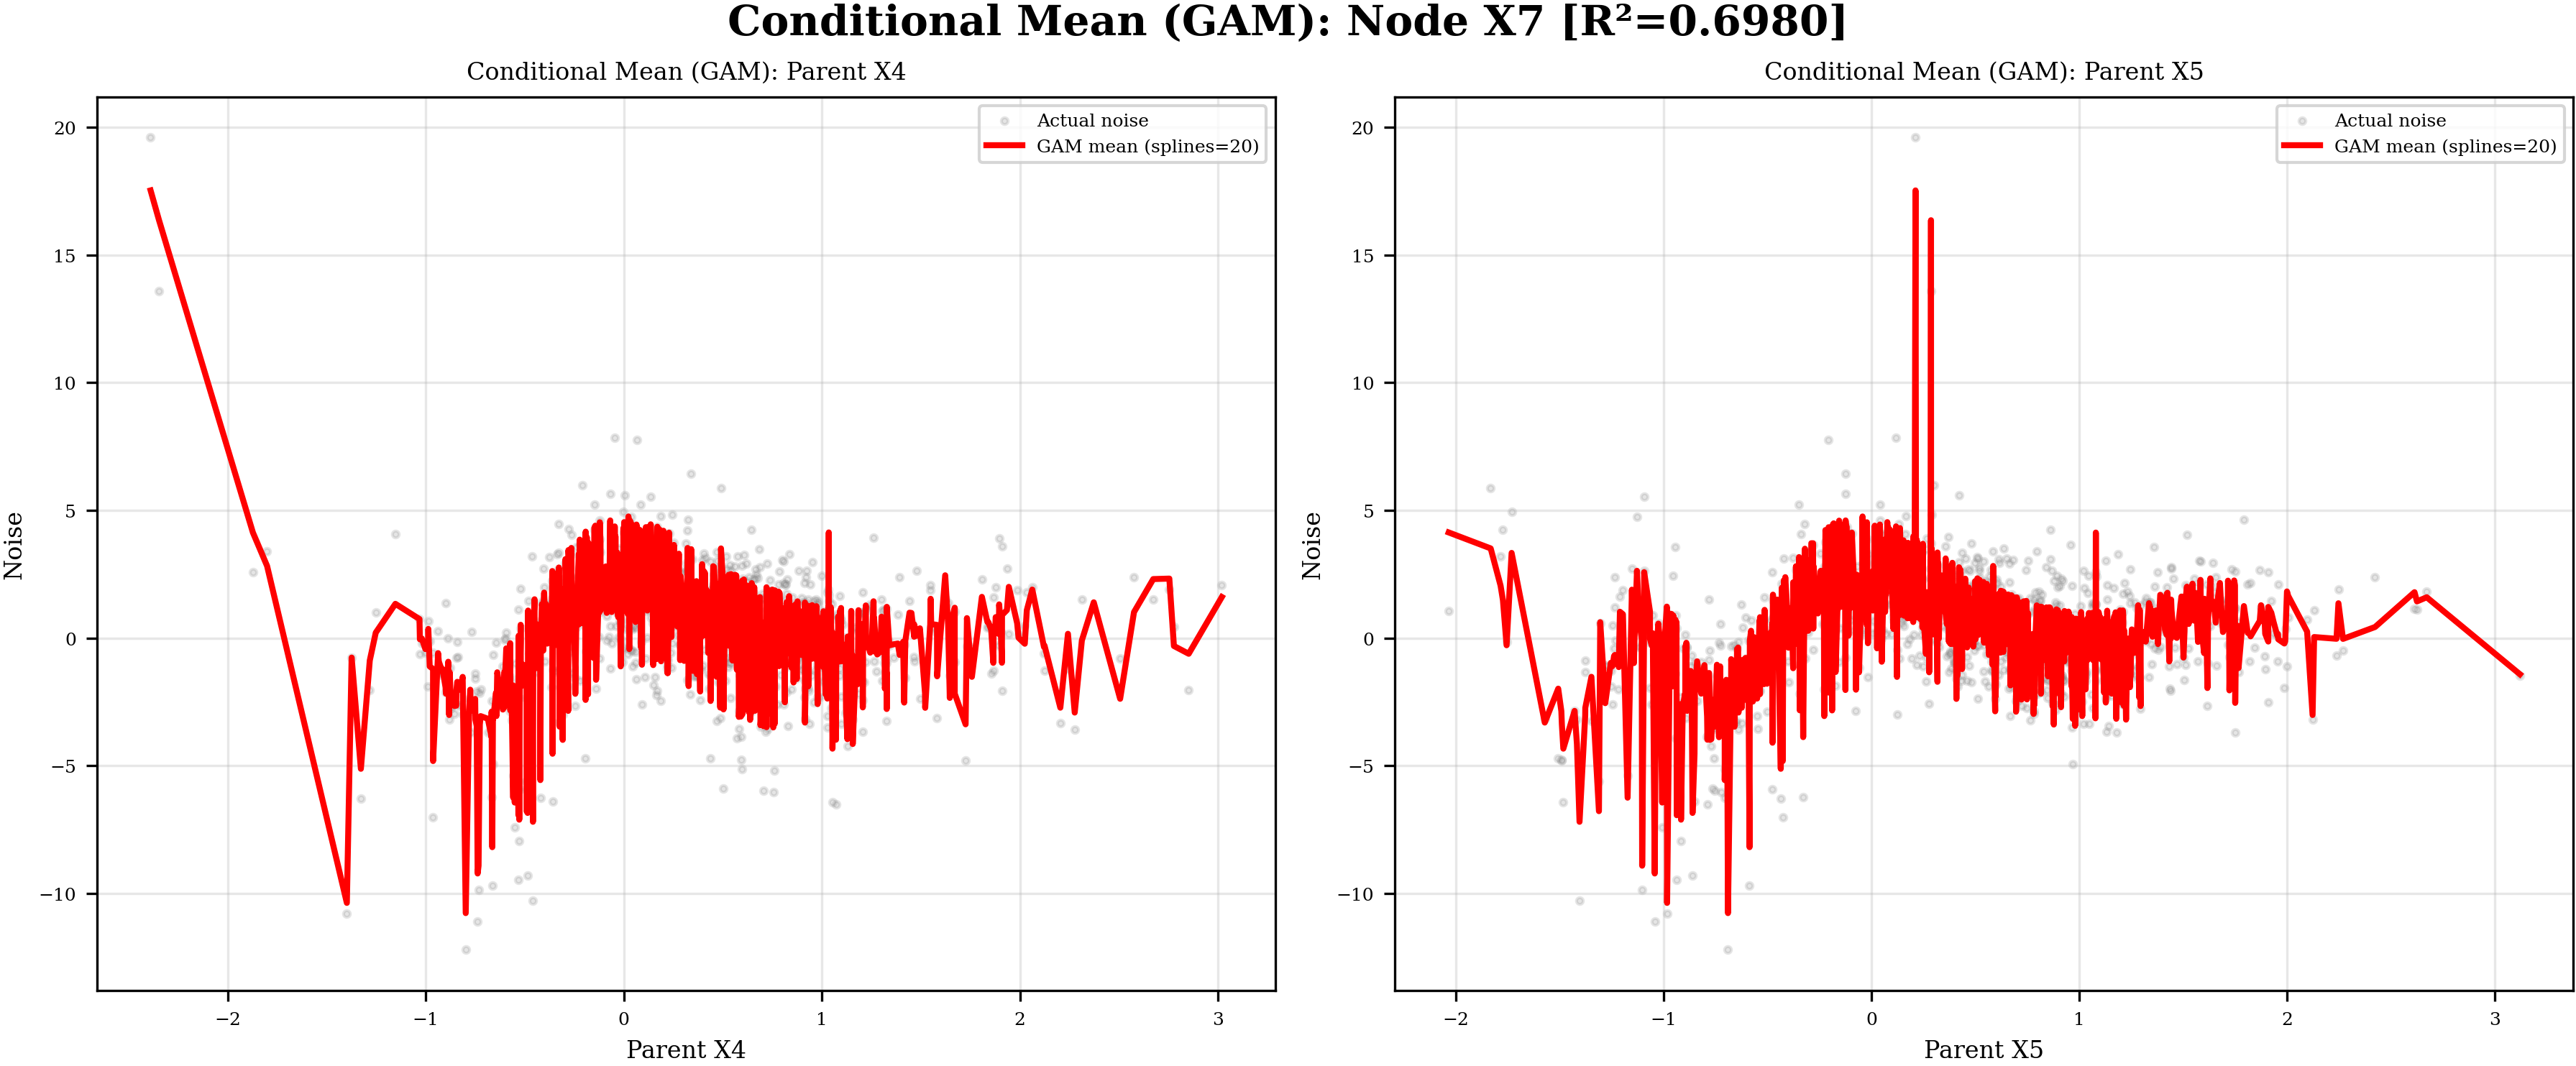 Conditional Mean (GAM): Node X7 [R²=0.6980]
Conditional Mean (GAM): Parent X4
Actual noise
GAM mean (splines=20)
20
15
10
5
0
−5
−10
Noise
−2
−1
0
1
2
3
Parent X4
Conditional Mean (GAM): Parent X5
Actual noise
GAM mean (splines=20)
20
15
10
5
0
−5
−10
Noise
−2
−1
0
1
2
3
Parent X5